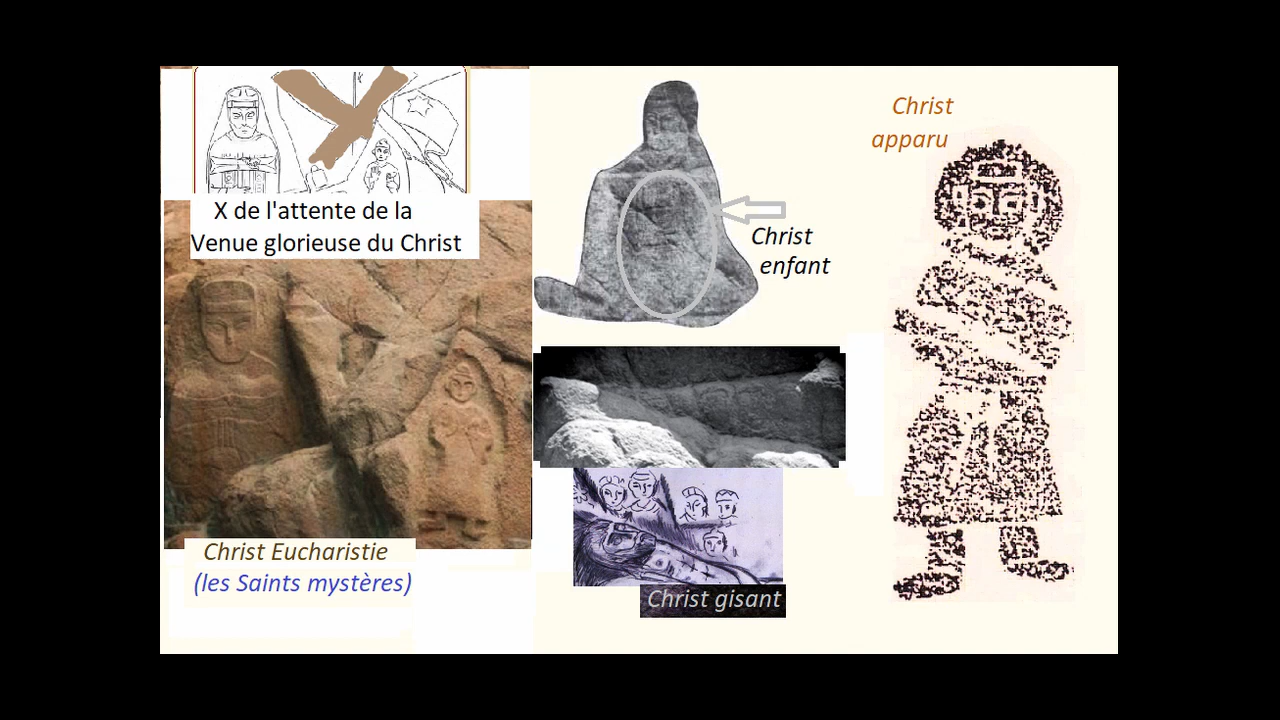 X de l'attente de la
Venue glorieuse du Christ
Christ Eucharistie
(les Saints mystères)
Christ
enfant
Christ gisant
Christ
apparu